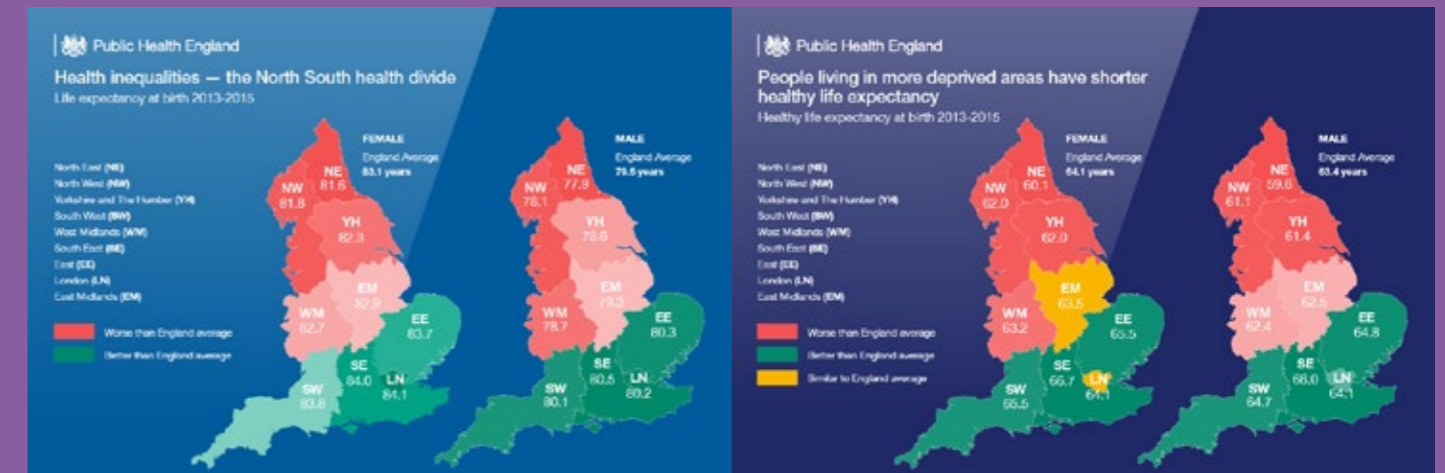 Public Health England
Health inequalities — the North South health divide
Life expectancy at birth 2013-2015
North East (NE)
North West (NW)
Yorkshire and The Humber (YH)
South West (SW)
West Midlands (WM)
South East (SE)
East (EE)
London (LN)
East Midlands (EM)
Worse than England average
Better than England average
FEMALE
England Average
83.1 years
NE
81.6
NW
81.8
YH
82.3
EM
82.9
WM
82.7
EE
83.7
SE
84.0
LN
84.1
SW
MALE
England Average
79.5 years
NE
77.9
NW
78.1
YH
78.6
EM
79.3
WM
78.7
EE
80.3
SE
80.5
LN
80.2
SW
80.1
Public Health England
People living in more deprived areas have shorter
healthy life expectancy
Healthy life expectancy at birth 2013-2015
North East (NE)
North West (NW)
Yorkshire and The Humber (YH)
South West (SW)
West Midlands (WM)
South East (SE)
East (EE)
London (LN)
East Midlands (EM)
Worse than England average
Better than England average
Similar to England average
FEMALE
England Average
64.1 years
NE
60.1
NW
62.0
YH
62.0
EM
63.5
WM
63.2
EE
65.5
SE
66.7
LN
64.1
SW
65.5
MALE
England Average
63.4 years
NE
59.6
NW
61.1
YH
61.4
EM
62.5
WM
62.4
EE
64.8
SE
LN
64.1
SW
64.7